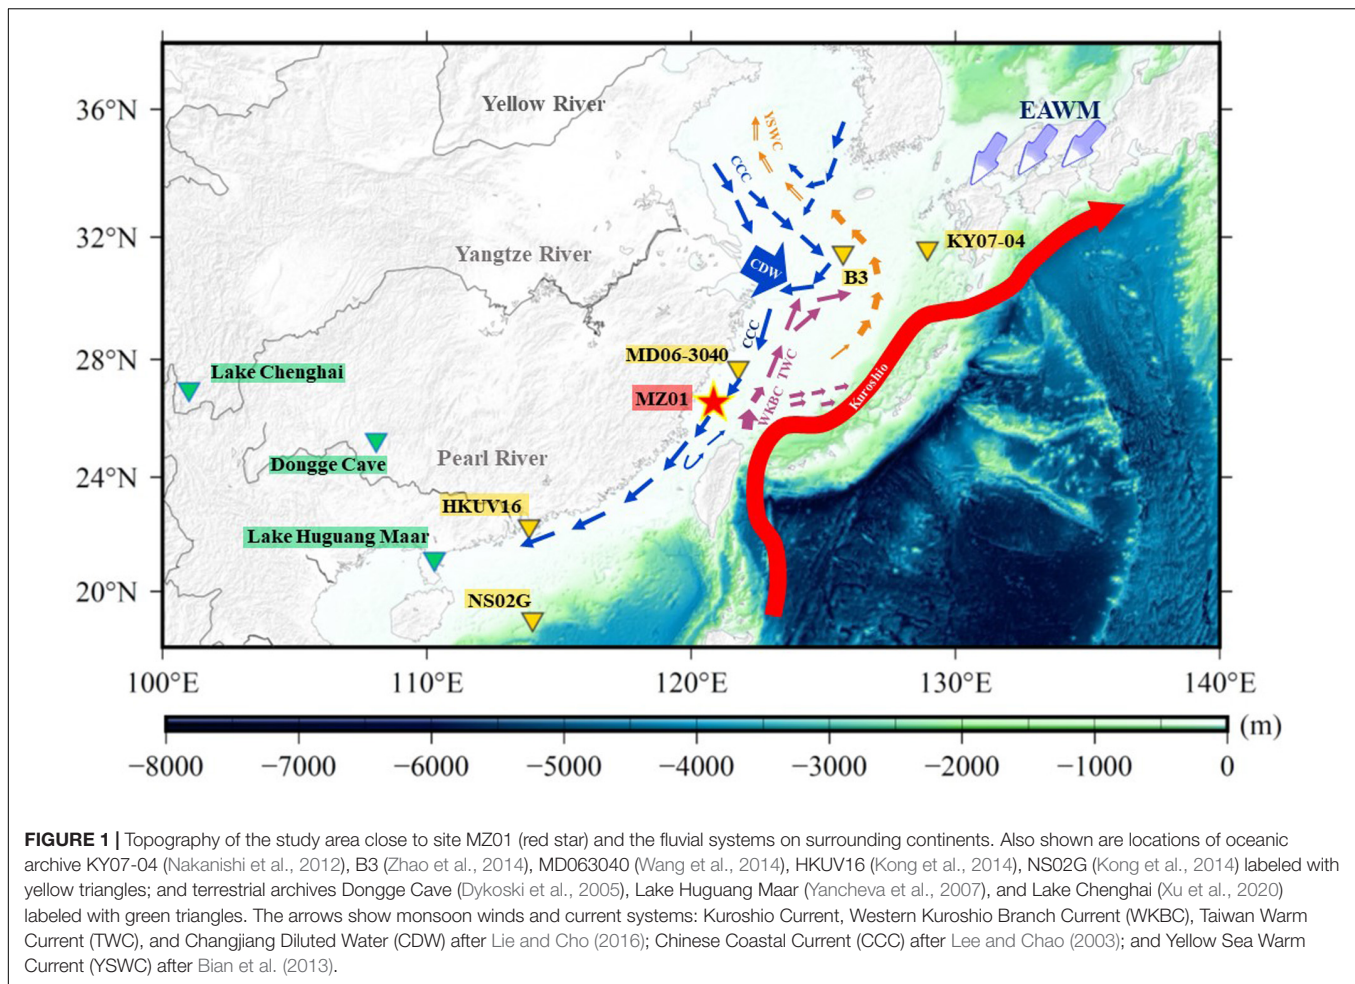 36°N
32°N
28°N
24°N
20°N
Yellow River
Yangtze River
Pearl River
EAWM
YSWC
CCC
CDW
KY07-04
B3
CCC
MD06-3040
TWC
WKBC
MZ01
Kuroshio
Lake Chenghai
Dongge Cave
HKUV16
Lake Huguang Maar
NS02G
100°E 110°E 120°E 130°E 140°E
(m)
−8000 −7000 −6000 −5000 −4000 −3000 −2000 −1000 0
FIGURE 1 | Topography of the study area close to site MZ01 (red star) and the fluvial systems on surrounding continents. Also shown are locations of oceanic
archive KY07-04 (Nakanishi et al., 2012), B3 (Zhao et al., 2014), MD063040 (Wang et al., 2014), HKUV16 (Kong et al., 2014), NS02G (Kong et al., 2014) labeled with
yellow triangles; and terrestrial archives Dongge Cave (Dykoski et al., 2005), Lake Huguang Maar (Yancheva et al., 2007), and Lake Chenghai (Xu et al., 2020)
labeled with green triangles. The arrows show monsoon winds and current systems: Kuroshio Current, Western Kuroshio Branch Current (WKBC), Taiwan Warm
Current (TWC), and Changjiang Diluted Water (CDW) after Lie and Cho (2016); Chinese Coastal Current (CCC) after Lee and Chao (2003); and Yellow Sea Warm
Current (YSWC) after Bian et al. (2013).